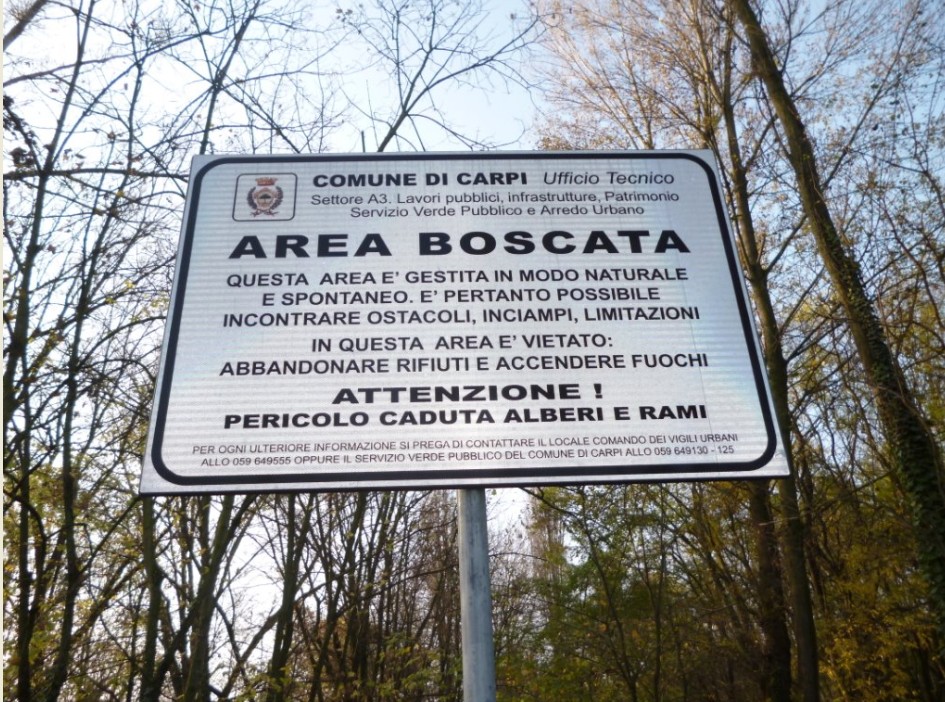 COMUNE DI CARPI Ufficio Tecnico
Settore A3. Lavori pubblici, infrastrutture, Patrimonio
Servizio Verde Pubblico e Arredo Urbano
AREA BOSCATA
QUESTA AREA E' GESTITA IN MODO NATURALE
E SPONTANEO. E' PERTANTO POSSIBILE
INCONTRARE OSTACOLI, INCIAMPI, LIMITAZIONI
IN QUESTA AREA E' VIETATO:
ABBANDONARE RIFIUTI E ACCENDERE FUOCHI
ATTENZIONE !
PERICOLO CADUTA ALBERI E RAMI
PER OGNI ULTERIORE INFORMAZIONE SI PREGA DI CONTATTARE IL LOCALE COMANDO DEI VIGILI URBANI
ALLO 059 649555 OPPURE IL SERVIZIO VERDE PUBBLICO DEL COMUNE DI CARPI ALLO 059 649130 - 125